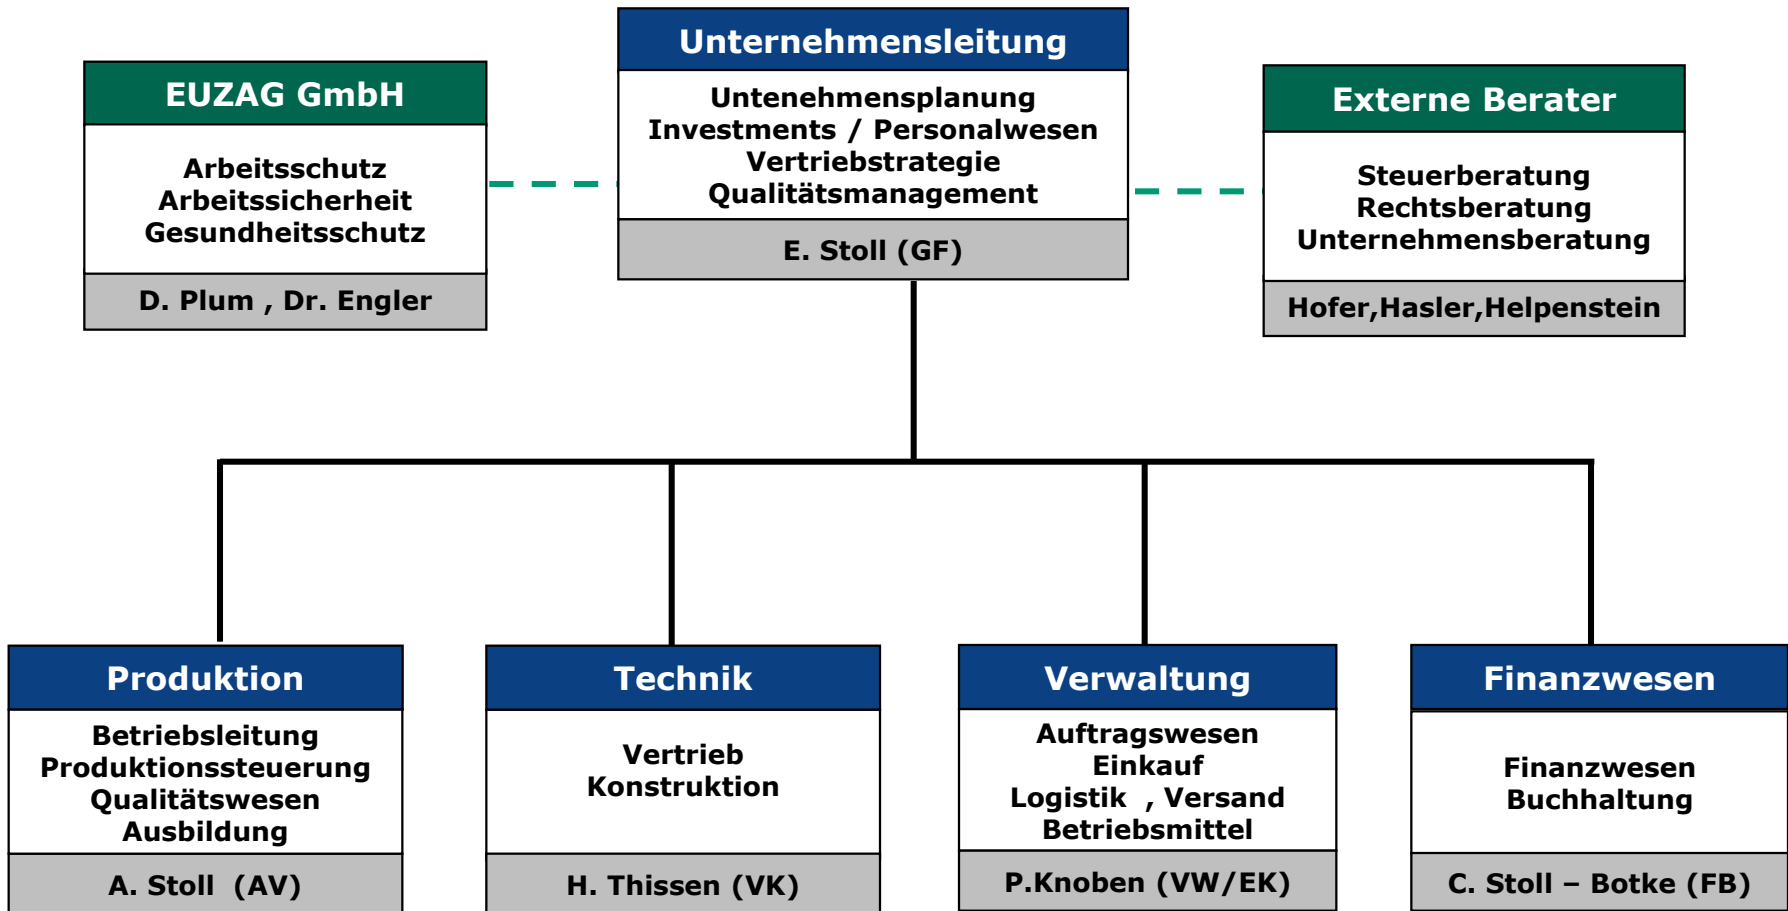 Unternehmensleitung
Untenehmensplanung
Investments / Personalwesen
Vertriebstrategie
Qualitätsmanagement
E. Stoll (GF)
EUZAG GmbH
Arbeitsschutz
Arbeitssicherheit
Gesundheitsschutz
D. Plum , Dr. Engler
Externe Berater
Steuerberatung
Rechtsberatung
Unternehmensberatung
Hofer,Hasler,Helpenstein
Produktion
Betriebsleitung
Produktionssteuerung
Qualitätswesen
Ausbildung
A. Stoll  (AV)
Technik
Vertrieb
Konstruktion
H. Thissen (VK)
Verwaltung
Auftragswesen
Einkauf
Logistik  , Versand
Betriebsmittel
P.Knoben (VW/EK)
Finanzwesen
Finanzwesen
Buchhaltung
C. Stoll – Botke (FB)